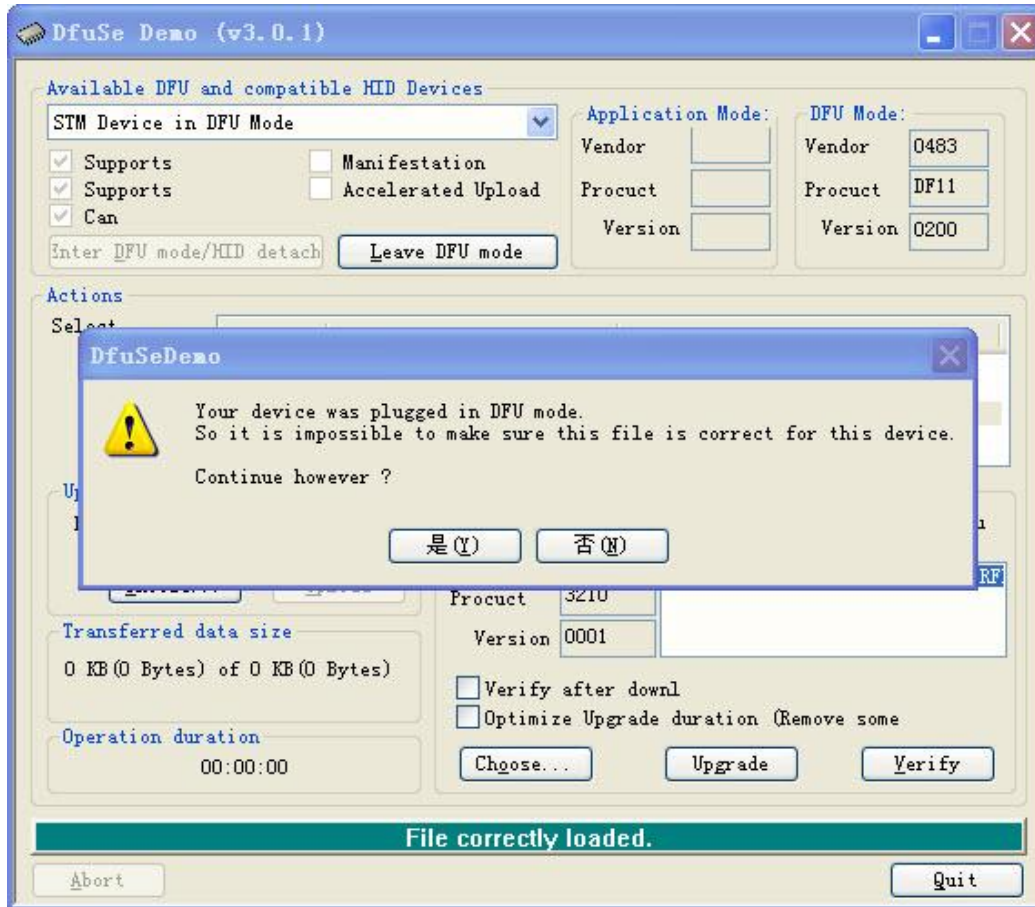 DfuSe Demo (v3.0.1)
Available DFU and compatible HID Devices
STM Device in DFU Mode
Supports
Manifestation
Supports
Accelerated Upload
Can
Enter DFU mode/HID detach
Leave DFU mode
Application Mode:
Vendor
Procuct
Version
DFU Mode:
Vendor 0483
Procuct DF11
Version 0200
Actions
Select
DfuSeDemo
Your device was plugged in DFU mode.
So it is impossible to make sure this file is correct for this device.
Continue however ?
是(Y)
否(N)
RF
Procuct 3210
Version 0001
Transferred data size
0 KB(0 Bytes) of 0 KB(0 Bytes)
Verify after downl
Optimize Upgrade duration (Remove some
Operation duration
00:00:00
Choose...
Upgrade
Verify
File correctly loaded.
Abort
Quit